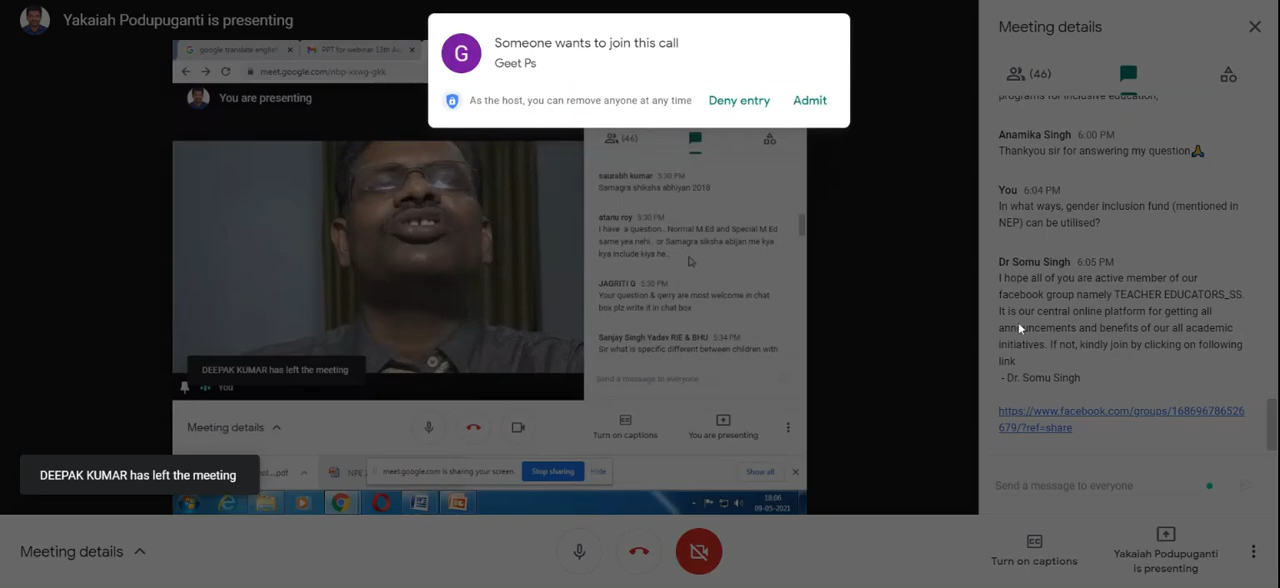 Yakaiah Podupuganti is presenting
Someone wants to join this call
G
Geet Ps
As the host, you can remove anyone at any time
Deny entry
Admit
google translate englis
PPT for webinar 13th Au
meet.google.com/nbp-xswg-gkk
You are presenting
(46)
saurabh kumar 5:30 PM
Samagra shiksha abhiyan 2018
atanu roy 5:30 PM
I have a question.. Normal M.Ed and Special M.Ed
same yea nehi.. or Samagra siksha abijan me kya
kya include kiya he..
JAGRITI G 5:30 PM
Your question & qerry are most welcome in chat
box plz write it in chat box
Sanjay Singh Yadav RIE & BHU 5:34 PM
Sir what is specific different between children with
Send a message to everyone
DEEPAK KUMAR has left the meeting
You
Meeting details
Turn on captions
You are presenting
....pdf
NPE
meet.google.com is sharing your screen.
Stop sharing
Hide
Show all
18:06
09-05-2021
DEEPAK KUMAR has left the meeting
Meeting details
Meeting details
(46)
programs for inclusive education,
Anamika Singh 6:00 PM
Thankyou sir for answering my question🙏
You 6:04 PM
In what ways, gender inclusion fund (mentioned in
NEP) can be utilised?
Dr Somu Singh 6:05 PM
I hope all of you are active member of our
facebook group namely TEACHER EDUCATORS_SS.
It is our central online platform for getting all
announcements and benefits of our all academic
initiatives. If not, kindly join by clicking on following
link
- Dr. Somu Singh
https://www.facebook.com/groups/168696786526
679/?ref=share
Send a message to everyone
CC
Turn on captions
Yakaiah Podupuganti
is presenting